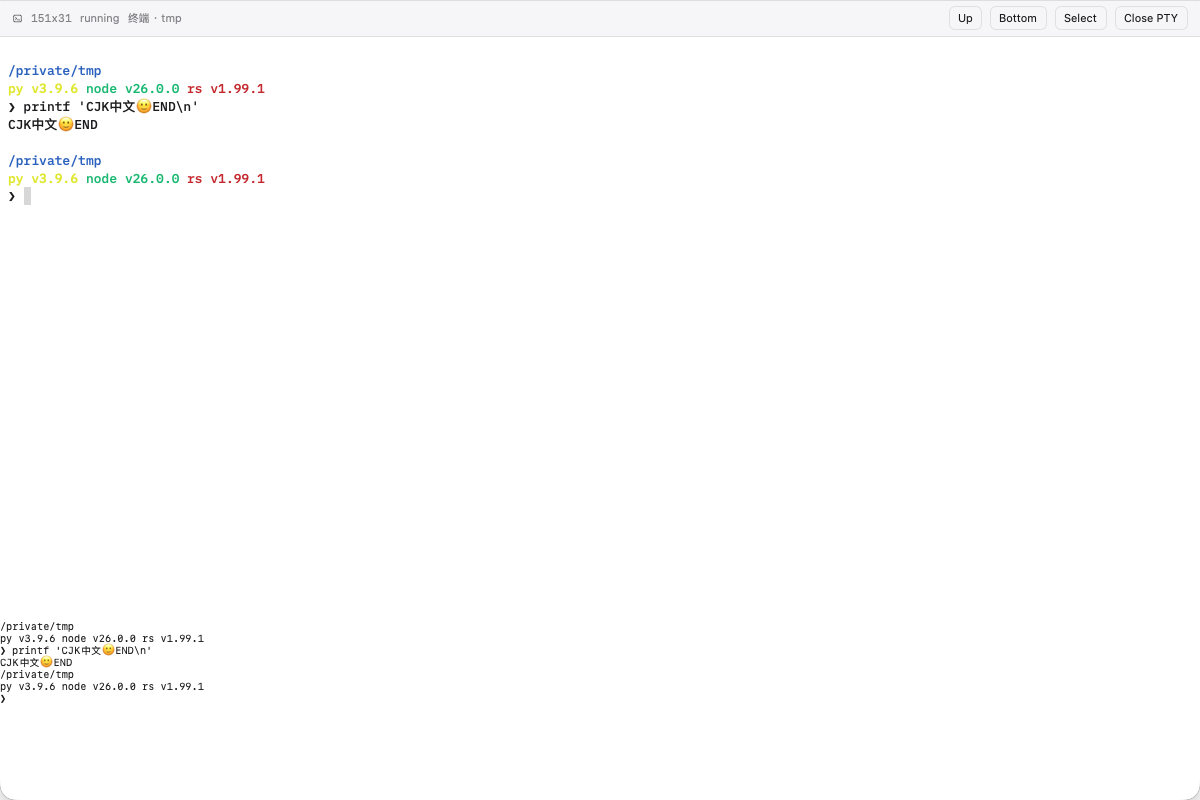 151x31 running 终端 · tmp Up Bottom Select Close PTY
/private/tmp
py v3.9.6 node v26.0.0 rs v1.99.1
❯ printf 'CJK中文🙂END\n'
CJK中文🙂END
/private/tmp
py v3.9.6 node v26.0.0 rs v1.99.1
❯
/private/tmp
py v3.9.6 node v26.0.0 rs v1.99.1
❯ printf 'CJK中文🙂END\n'
CJK中文🙂END
/private/tmp
py v3.9.6 node v26.0.0 rs v1.99.1
❯